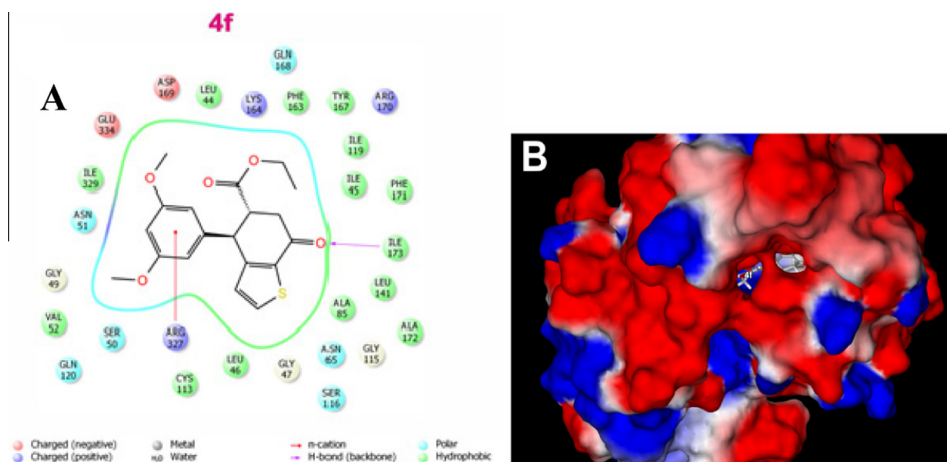 4f
A
GLN
168
ASP
169
LEU
44
LYS
164
PHE
163
TYR
167
ARG
170
GLU
334
ILE
119
ILE
329
ILE
45
PHE
171
ASN
51
O
O
O
ILE
173
GLY
49
O
O
S
LEU
141
VAL
52
SER
50
ARG
327
ALA
85
ALA
172
GLN
120
CYS
113
LEU
46
GLY
47
ASN
65
GLY
115
SER
116
Charged (negative)
Charged (positive)
Metal
H₂O Water
π-cation
H-bond (backbone)
Polar
Hydrophobic
B
4f